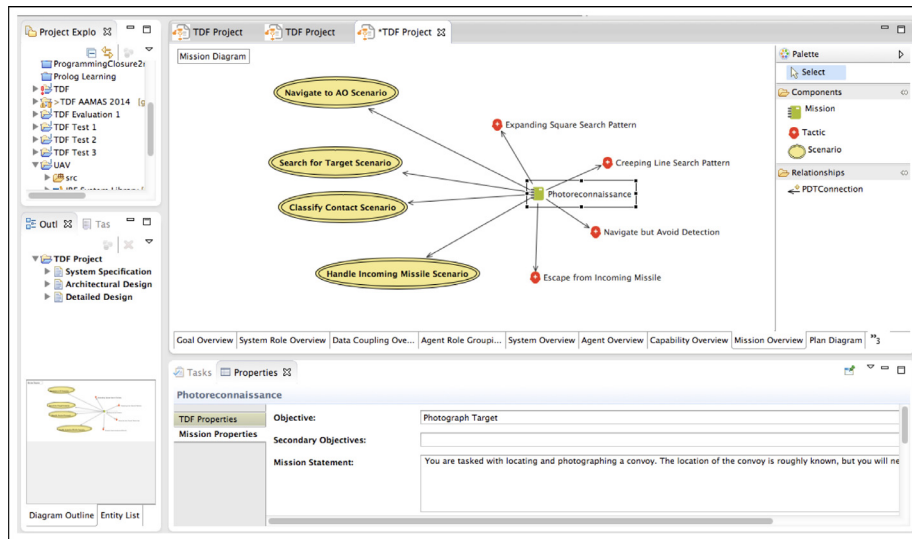 Project Explo
ProgrammingClosure2
Prolog Learning
TDF
>TDF AAMAS 2014
TDF Evaluation 1
TDF Test 1
TDF Test 2
TDF Test 3
UAV
src
Outl
Tas
TDF Project
System Specification
Architectural Design
Detailed Design
Diagram Outline
Entity List
TDF Project
TDF Project
*TDF Project
Mission Diagram
Navigate to AO Scenario
Expanding Square Search Pattern
Search for Target Scenario
Creeping Line Search Pattern
Photoreconnaissance
Classify Contact Scenario
Navigate but Avoid Detection
Handle Incoming Missile Scenario
Escape from Incoming Missile
Palette
Select
Components
Mission
Tactic
Scenario
Relationships
PDTConnection
Goal Overview
System Role Overview
Data Coupling Ove...
Agent Role Groupi...
System Overview
Agent Overview
Capability Overview
Mission Overview
Plan Diagram
»3
Tasks
Properties
Photoreconnaissance
TDF Properties
Mission Properties
Objective:
Photograph Target
Secondary Objectives:
Mission Statement:
You are tasked with locating and photographing a convoy. The location of the convoy is roughly known, but you will ne